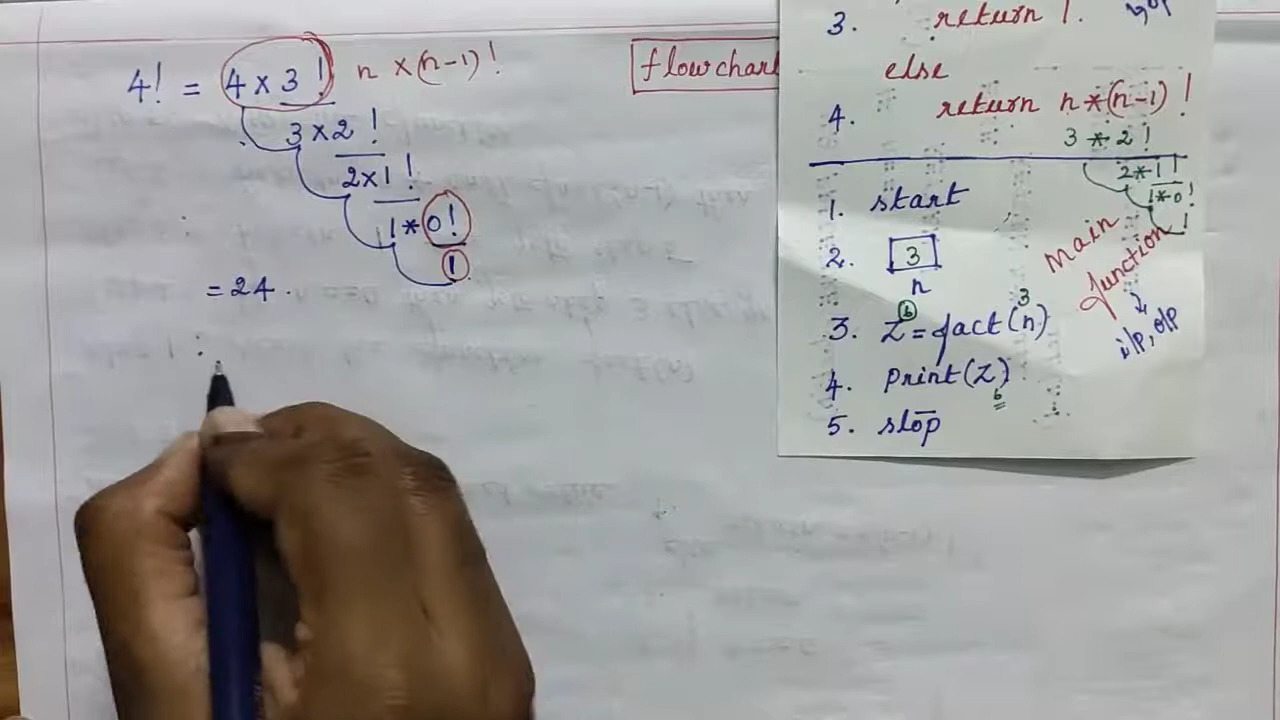 4! = 4 × 3 ! n × (n-1) !
3 × 2 !
2 × 1 !
1 * 0 !
1
= 24 .
flowchart
3. return 1.
else
4. return n * (n-1) !
3 * 2 !
2 * 1 !
1 * 0 !
1
1. start
2. 3
n
main
function
i/p, o/p
6 3
3. Z = fact(n)
4. Print(Z)
6
5. stop